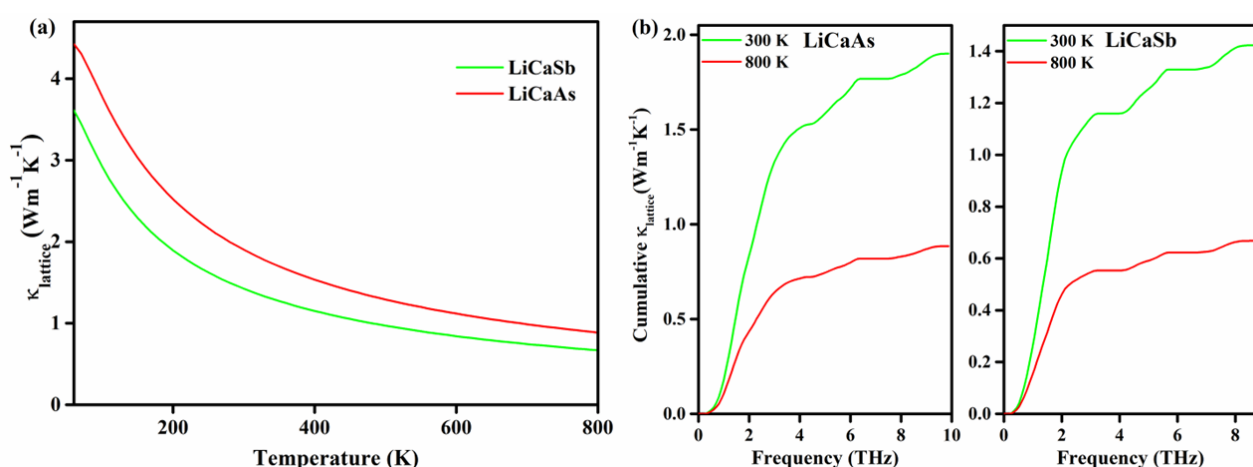 (a)
LiCaSb
LiCaAs
κlattice (Wm⁻¹K⁻¹)
4
3
2
1
0
200
400
600
800
Temperature (K)
(b)
300 K LiCaAs
800 K
Cumulative κlattice(Wm⁻¹K⁻¹)
2.0
1.5
1.0
0.5
0.0
0
2
4
6
8
10
Frequency (THz)
300 K LiCaSb
800 K
1.4
1.2
1.0
0.8
0.6
0.4
0.2
0.0
0
2
4
6
8
Frequency (THz)